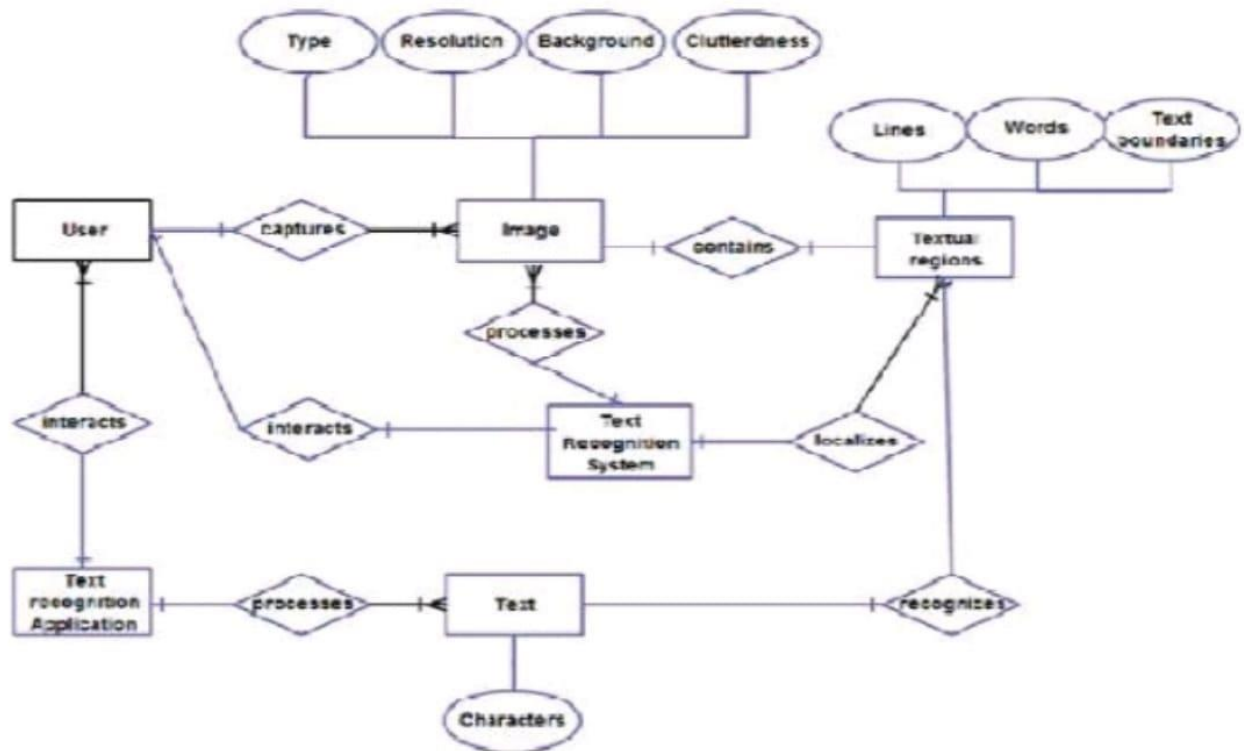 Type
Resolution
Background
Clutterdness
Lines
Words
Text
boundaries
User
captures
Image
contains
Textual
regions
processes
interacts
interacts
Text
Recognition
System
localizes
Text
recognition
Application
processes
Text
recognizes
Characters